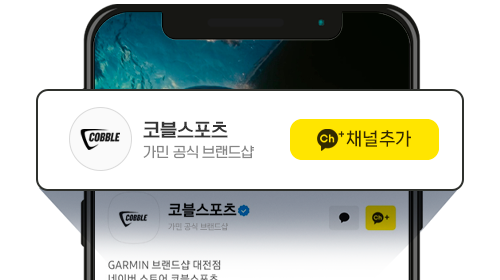 COBBLE
코블스포츠
가민 공식 브랜드샵
Ch+ 채널추가
COBBLE
코블스포츠
가민 공식 브랜드샵
Ch+
GARMIN 브랜드샵 대전점
네이버 스토어 코블스포츠